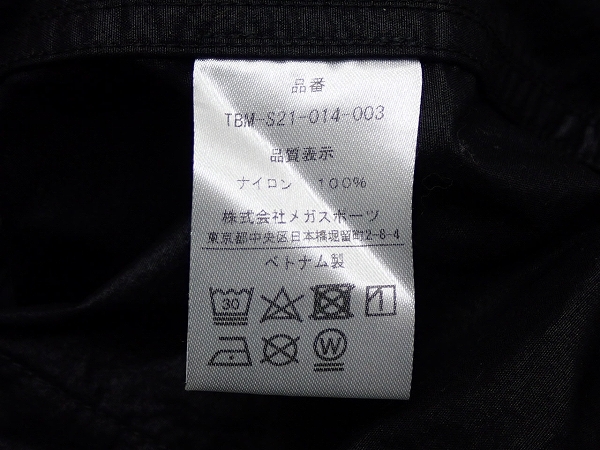 品番
TBM-S21-014-003
品質表示
ナイロン 100%
株式会社メガスポーツ
東京都中央区日本橋堀留町2-8-4
ベトナム製
30
W